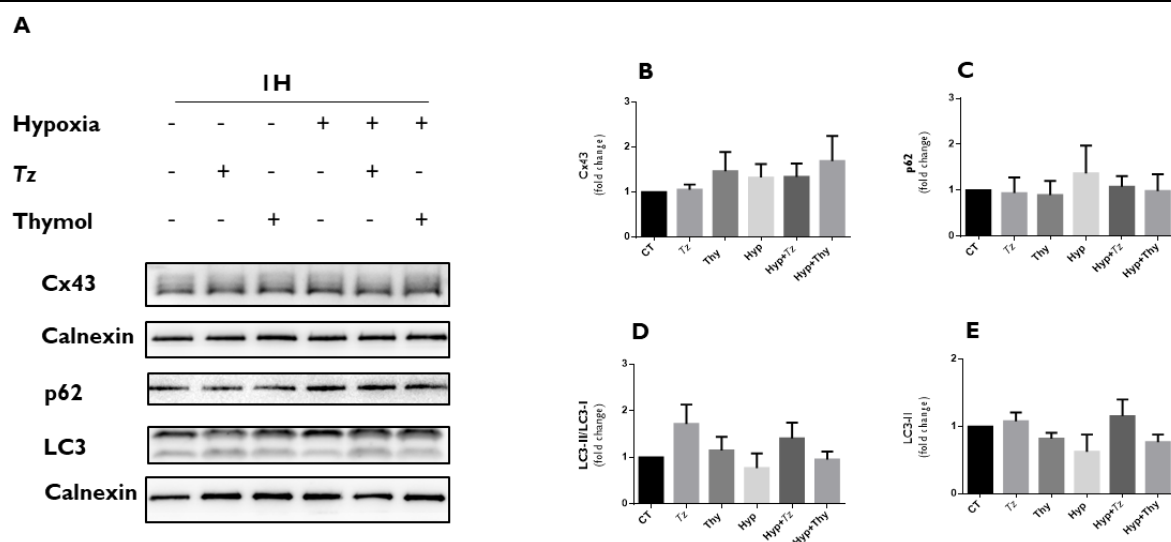 A
1H
Hypoxia - - - + + +
Tz - + - - + -
Thymol - - + - - +
Cx43
Calnexin
p62
LC3
Calnexin
B
Cx43
(fold change)
3
2
1
0
CT Tz Thy Hyp Hyp+Tz Hyp+Thy
C
p62
(fold change)
3
2
1
0
CT Tz Thy Hyp Hyp+Tz Hyp+Thy
D
LC3-II/LC3-I
(fold change)
3
2
1
0
CT Tz Thy Hyp Hyp+Tz Hyp+Thy
E
LC3-II
(fold change)
2
1
0
CT Tz Thy Hyp Hyp+Tz Hyp+Thy